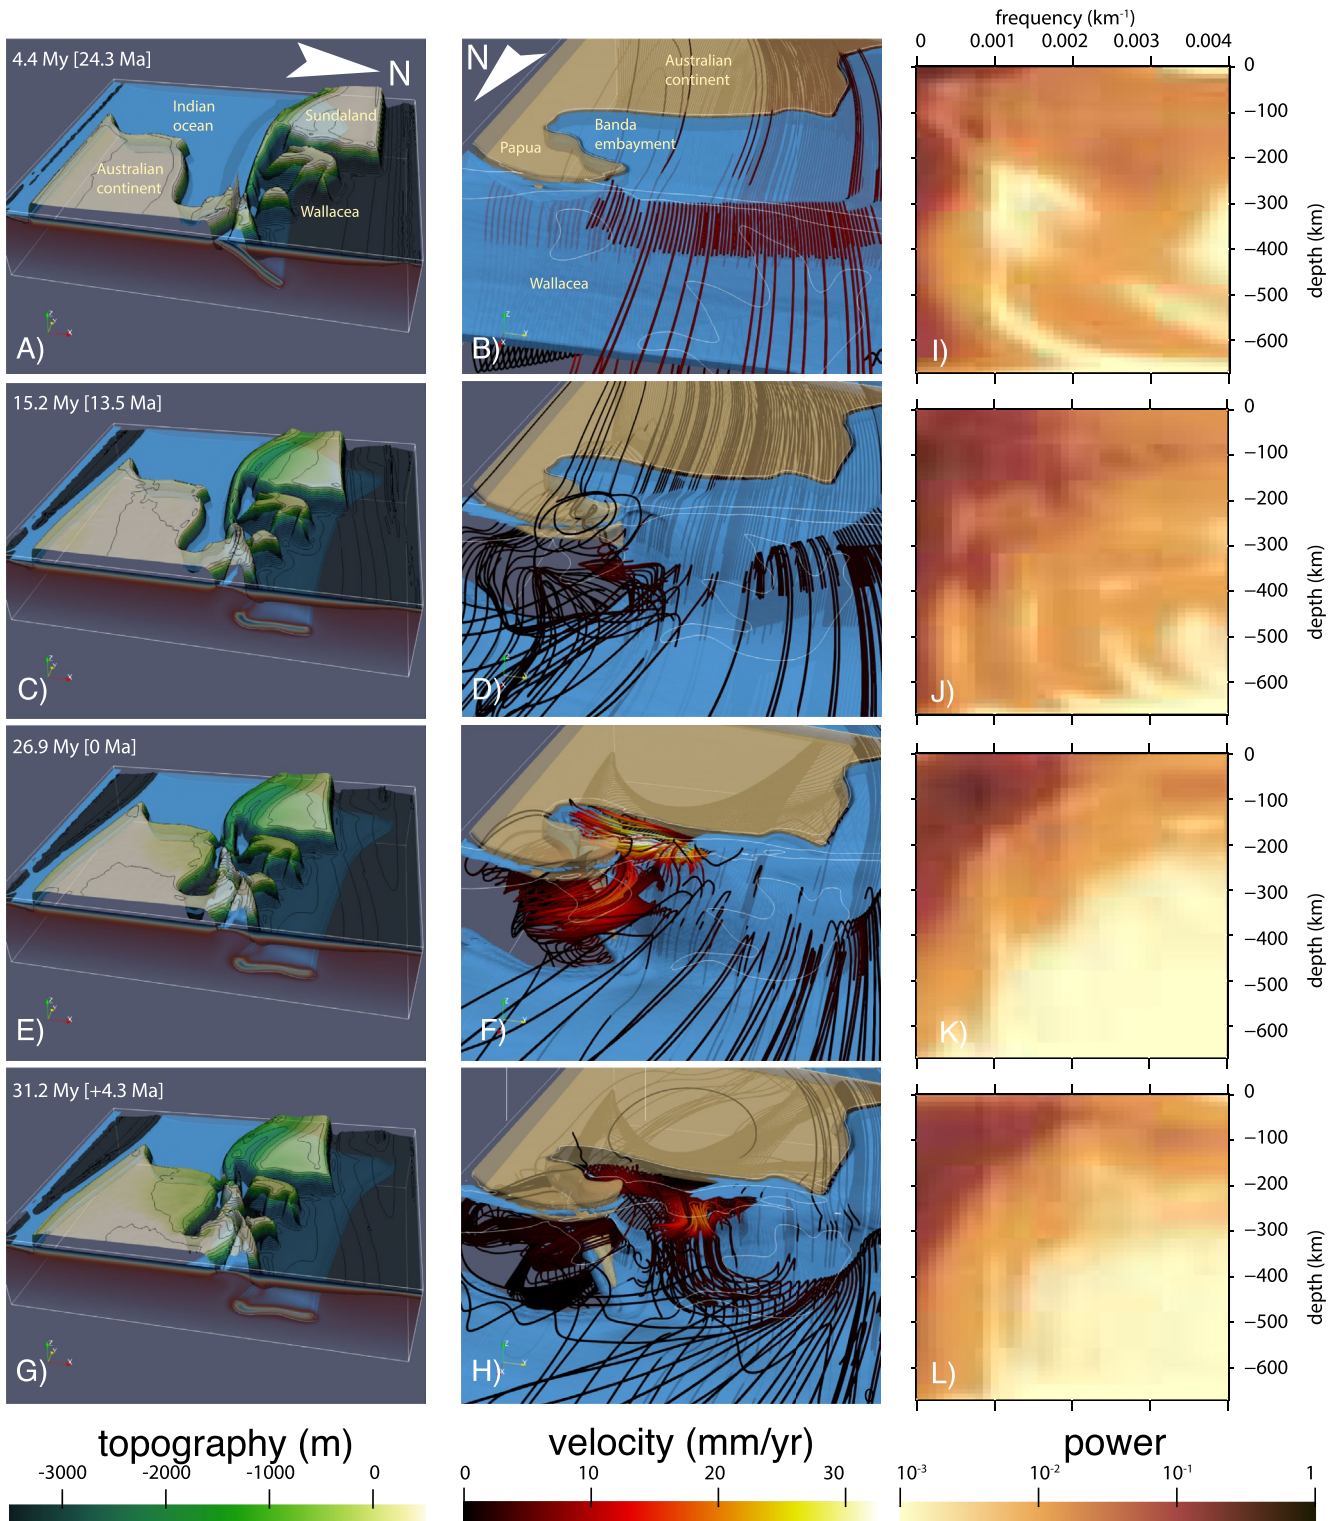 frequency (km-1)
0 0.001 0.002 0.003 0.004
4.4 My [24.3 Ma]
N
Indian
ocean
Sundaland
Australian
continent
Wallacea
A)
N
Australian
continent
Banda
embayment
Papua
Wallacea
B)
I)
0
−100
−200
−300
−400
−500
−600
depth (km)
15.2 My [13.5 Ma]
C)
D)
J)
0
−100
−200
−300
−400
−500
−600
depth (km)
26.9 My [0 Ma]
E)
F)
K)
0
−100
−200
−300
−400
−500
−600
depth (km)
31.2 My [+4.3 Ma]
G)
H)
L)
0
−100
−200
−300
−400
−500
−600
depth (km)
topography (m)
-3000 -2000 -1000 0
velocity (mm/yr)
0 10 20 30
power
10-3 10-2 10-1 1